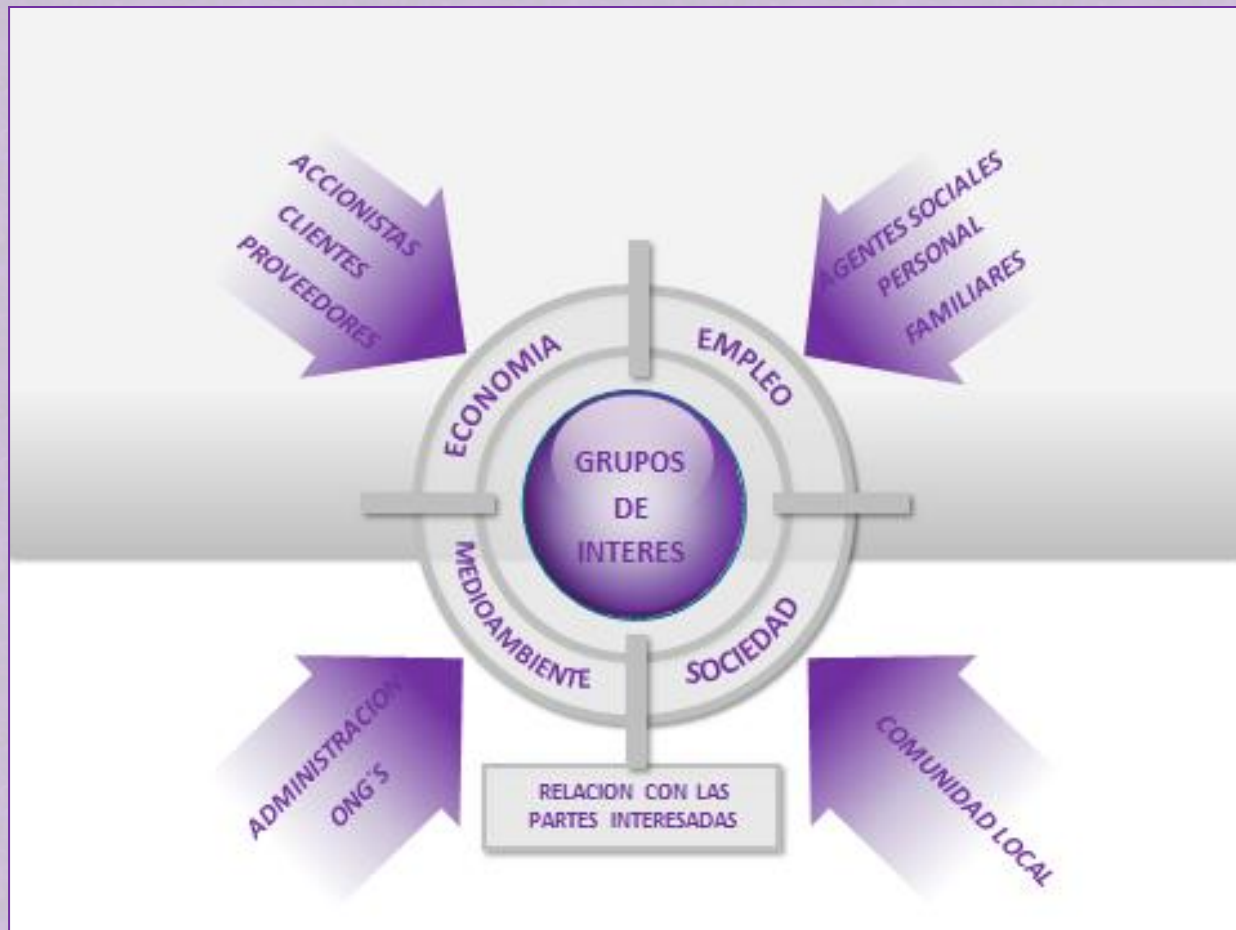 ACCIONISTAS
CLIENTES
PROVEEDORES
AGENTES SOCIALES
PERSONAL
FAMILIARES
ECONOMIA
EMPLEO
GRUPOS
DE
INTERES
MEDIOAMBIENTE
SOCIEDAD
ADMINISTRACION
ONG´S
RELACION CON LAS
PARTES INTERESADAS
COMUNIDAD LOCAL